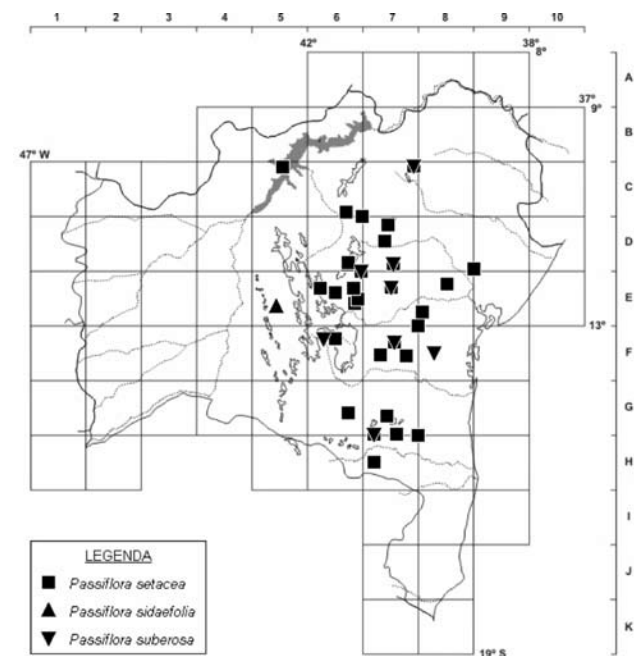 1 2 3 4 5 6 7 8 9 10
42° 38°
8°
A
37°
9°
B
47° W
C
D
E
13°
F
G
H
I
J
K
19° S
LEGENDA
Passiflora setacea
Passiflora sidaefolia
Passiflora suberosa